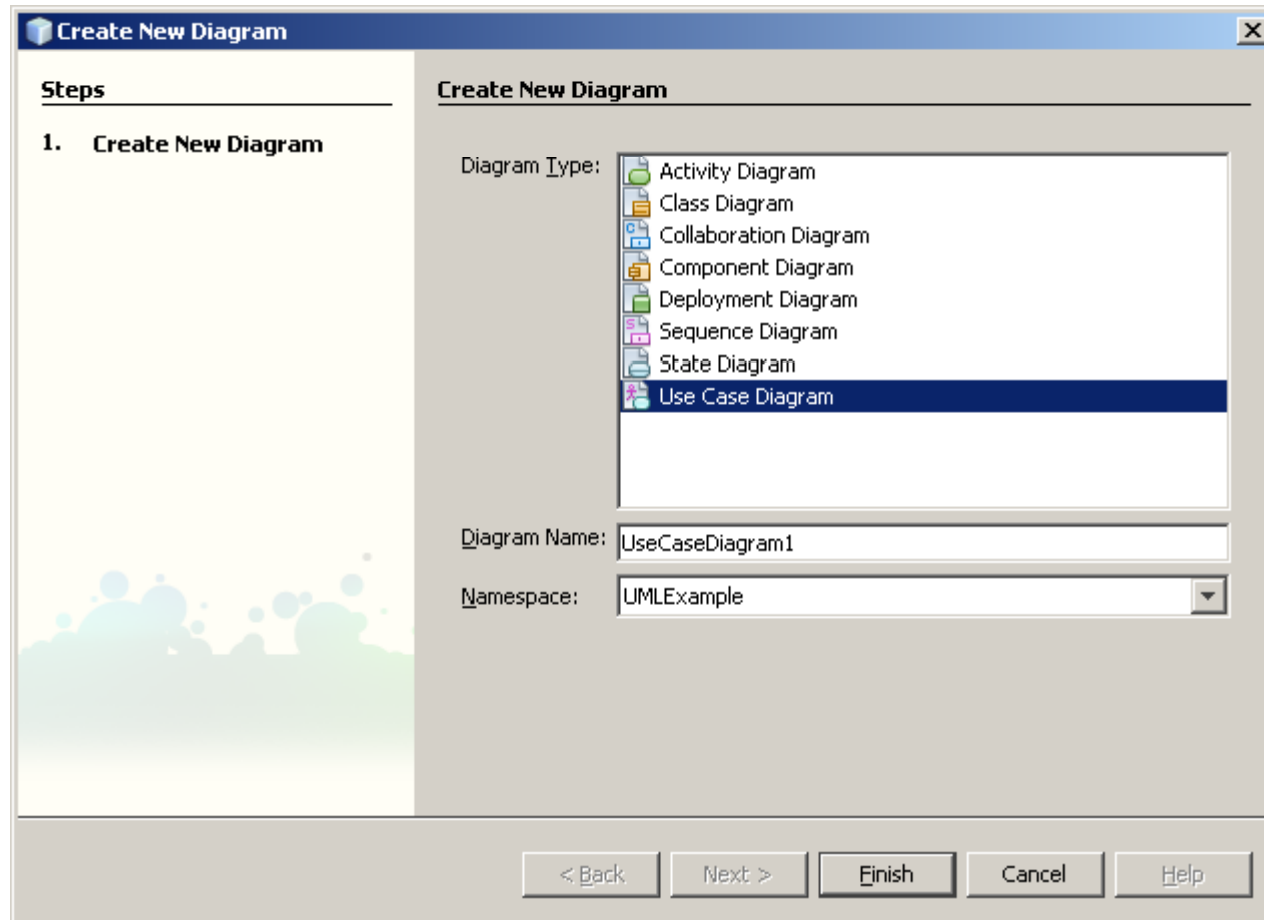 Create New Diagram
Steps
1. Create New Diagram
Create New Diagram
Diagram Type:
Activity Diagram
Class Diagram
Collaboration Diagram
Component Diagram
Deployment Diagram
Sequence Diagram
State Diagram
Use Case Diagram
Diagram Name: UseCaseDiagram1
Namespace: UMLExample
< Back Next > Finish Cancel Help